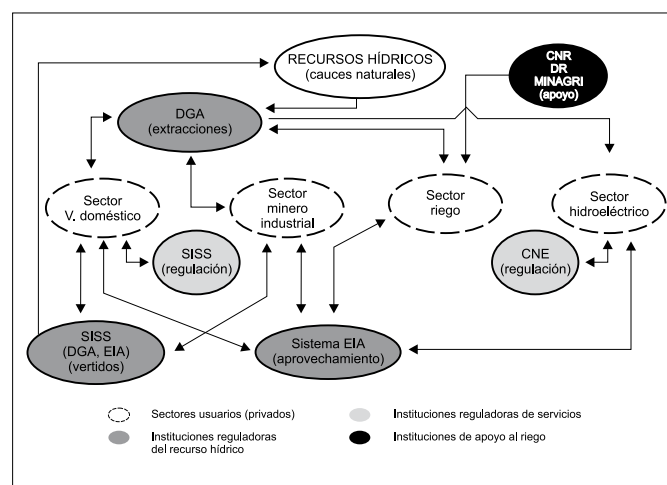 RECURSOS HÍDRICOS
(cauces naturales)
CNR
DR
MINAGRI
(apoyo)
DGA
(extracciones)
Sector
V. doméstico
Sector
minero
industrial
Sector
riego
Sector
hidroeléctrico
SISS
(regulación)
CNE
(regulación)
SISS
(DGA, EIA)
(vertidos)
Sistema EIA
(aprovechamiento)
Sectores usuarios (privados)
Instituciones reguladoras de servicios
Instituciones reguladoras
del recurso hídrico
Instituciones de apoyo al riego